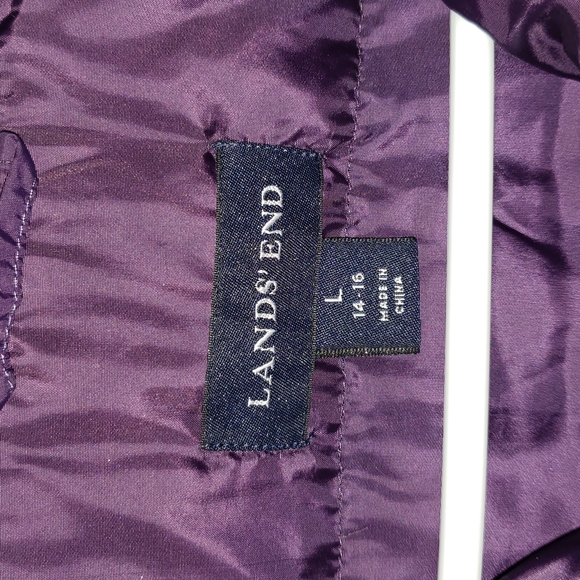 LANDS' END
L
14-16
MADE IN
CHINA